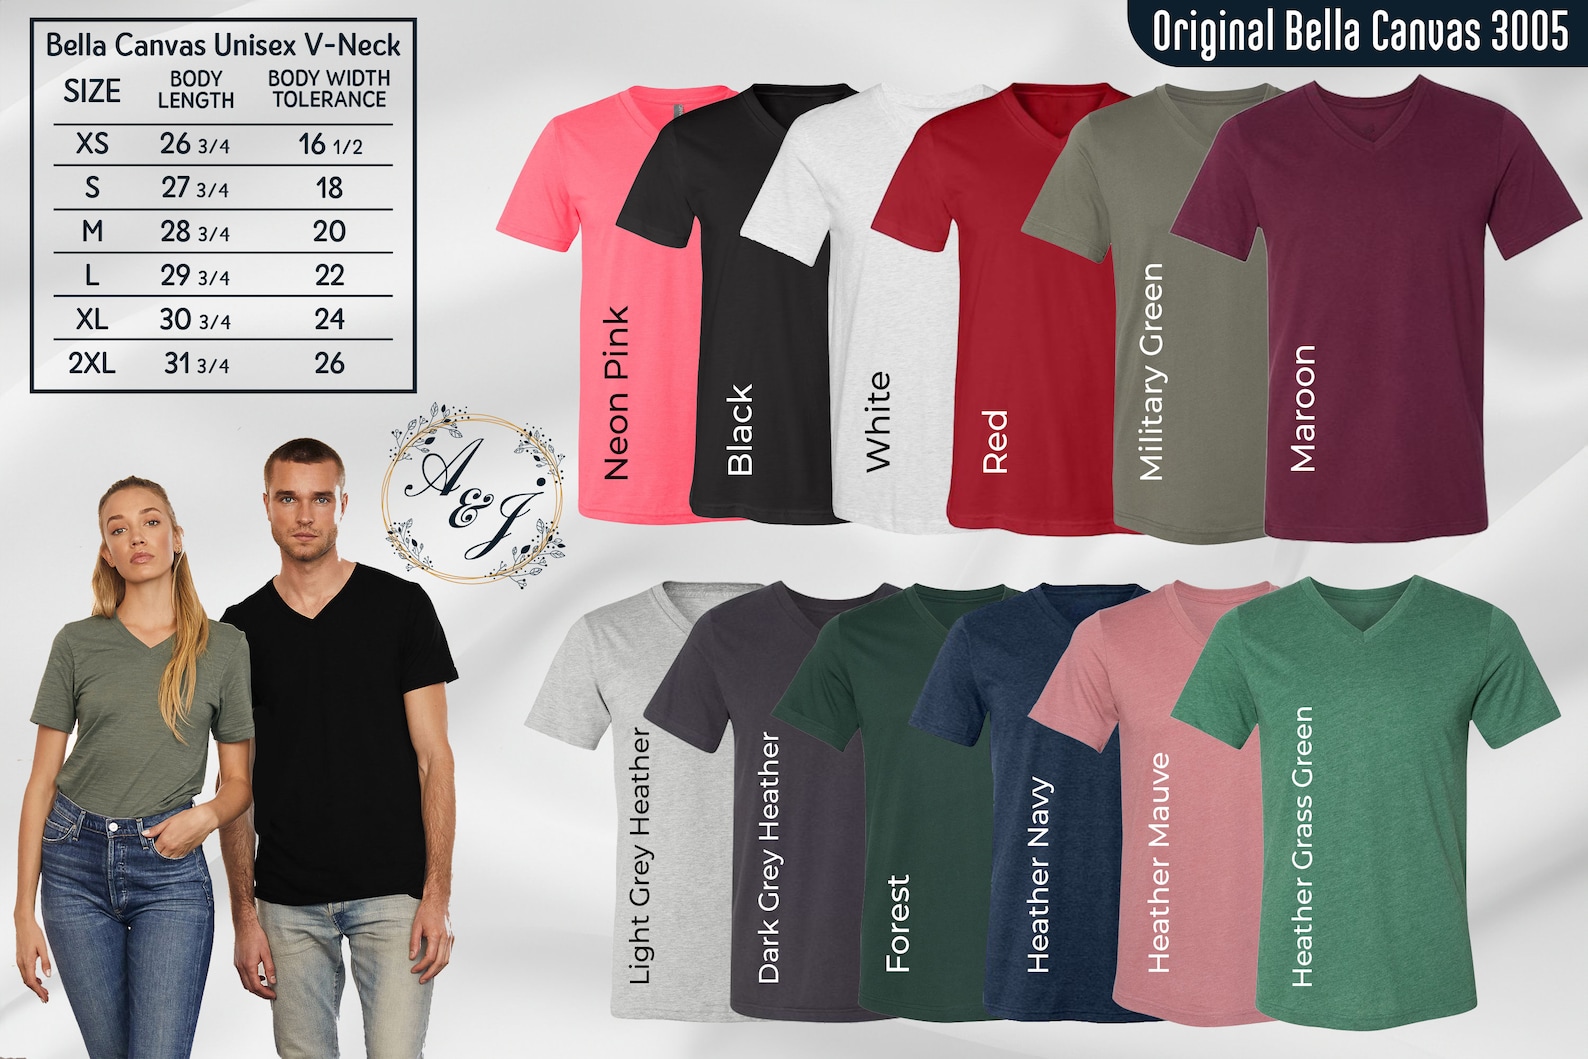 Bella Canvas Unisex V-Neck
SIZE BODY LENGTH BODY WIDTH TOLERANCE
XS 26 3/4 16 1/2
S 27 3/4 18
M 28 3/4 20
L 29 3/4 22
XL 30 3/4 24
2XL 31 3/4 26
Original Bella Canvas 3005
Neon Pink
Black
White
Red
Military Green
Maroon
A&J
Light Grey Heather
Dark Grey Heather
Forest
Heather Navy
Heather Mauve
Heather Grass Green